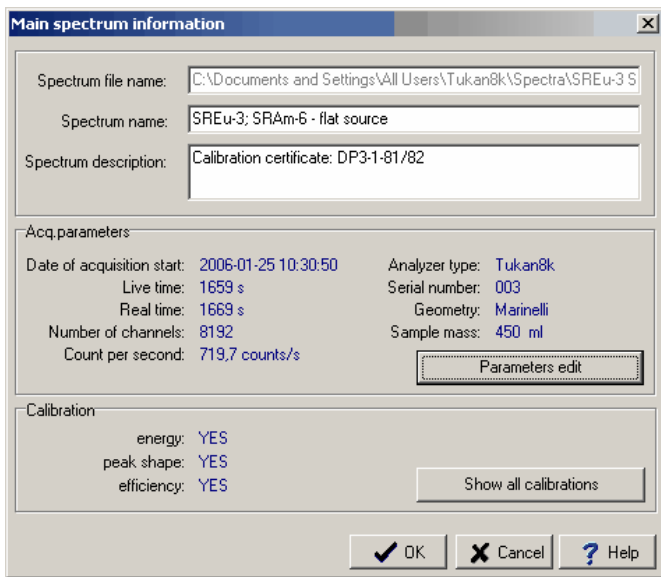 Main spectrum information
Spectrum file name: C:\Documents and Settings\All Users\Tukan8k\Spectra\SREu-3 S
Spectrum name: SREu-3; SRAm-6 - flat source
Spectrum description: Calibration certificate: DP3-1-81/82
Acq.parameters
Date of acquisition start: 2006-01-25 10:30:50 Analyzer type: Tukan8k
Live time: 1659 s Serial number: 003
Real time: 1669 s Geometry: Marinelli
Number of channels: 8192 Sample mass: 450 ml
Count per second: 719,7 counts/s Parameters edit
Calibration
energy: YES
peak shape: YES
efficiency: YES Show all calibrations
OK Cancel Help